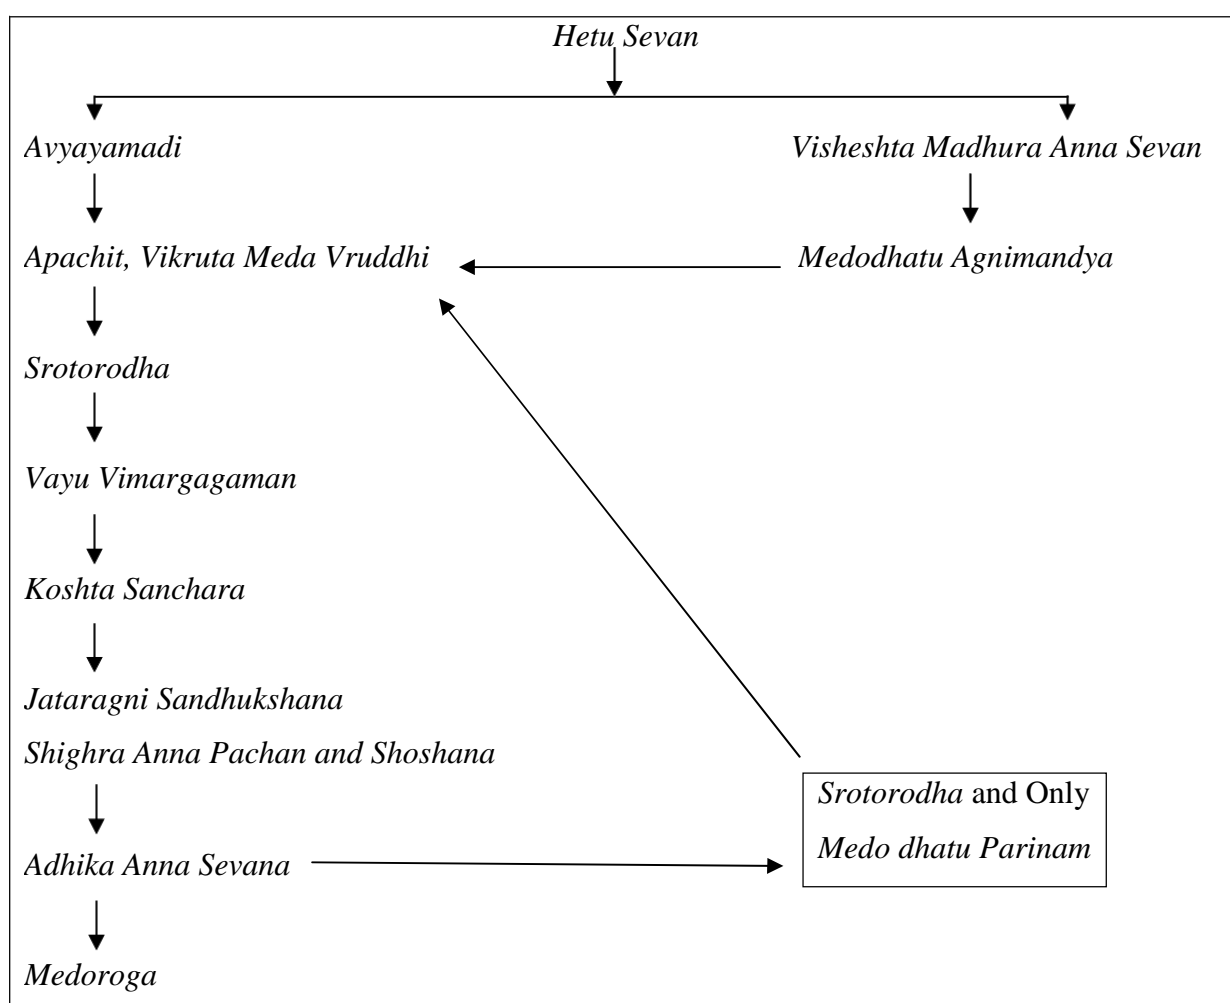 Hetu Sevan
Avyayamadi
Visheshta Madhura Anna Sevan
Apachit, Vikruta Meda Vruddhi
Medodhatu Agnimandya
Srotorodha
Vayu Vimargagaman
Koshta Sanchara
Jataragni Sandhukshana
Shighra Anna Pachan and Shoshana
Srotorodha and Only
Medo dhatu Parinam
Adhika Anna Sevana
Medoroga